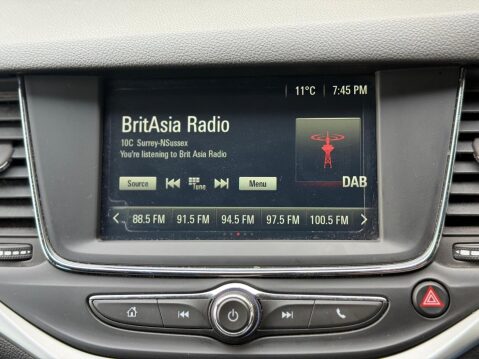 11°C 7:45 PM
BritAsia Radio
10C Surrey-NSussex
You're listening to Brit Asia Radio
Source Tune Menu DAB
88.5 FM 91.5 FM 94.5 FM 97.5 FM 100.5 FM